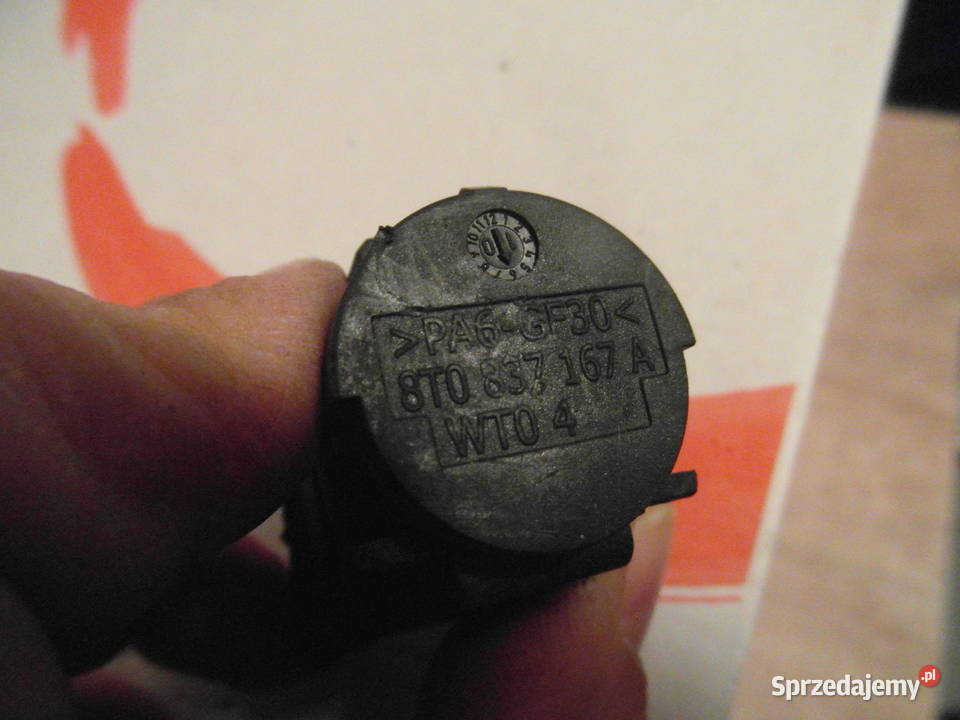 >PA6-GF30<
8T0 837 167 A
WT0 4
Sprzedajemy.pl